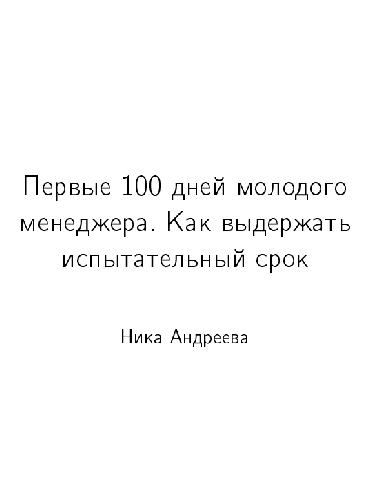 Первые 100 дней молодого
менеджера. Как выдержать
испытательный срок
Ника Андреева